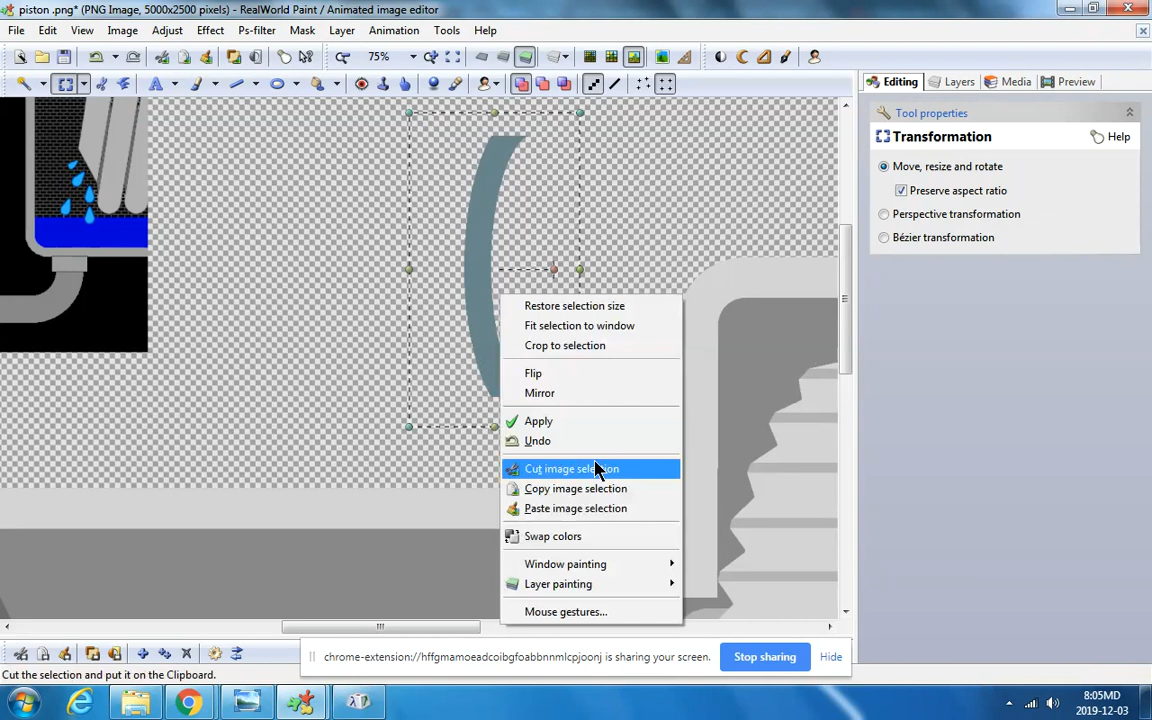 piston .png* (PNG Image, 5000x2500 pixels) - RealWorld Paint / Animated image editor
File Edit View Image Adjust Effect Ps-filter Mask Layer Animation Tools Help
75%
Editing Layers Media Preview
Tool properties
Transformation Help
Move, resize and rotate
Preserve aspect ratio
Perspective transformation
Bézier transformation
Restore selection size
Fit selection to window
Crop to selection
Flip
Mirror
Apply
Undo
Cut image selection
Copy image selection
Paste image selection
Swap colors
Window painting
Layer painting
Mouse gestures...
chrome-extension://hffgmamoeadcoibgfoabbnnmlcpjoonj is sharing your screen. Stop sharing Hide
Cut the selection and put it on the Clipboard.
8:05MD
2019-12-03